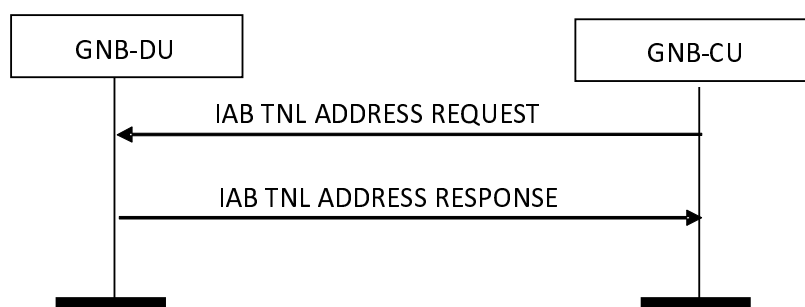 GNB-DU
GNB-CU
IAB TNL ADDRESS REQUEST
IAB TNL ADDRESS RESPONSE